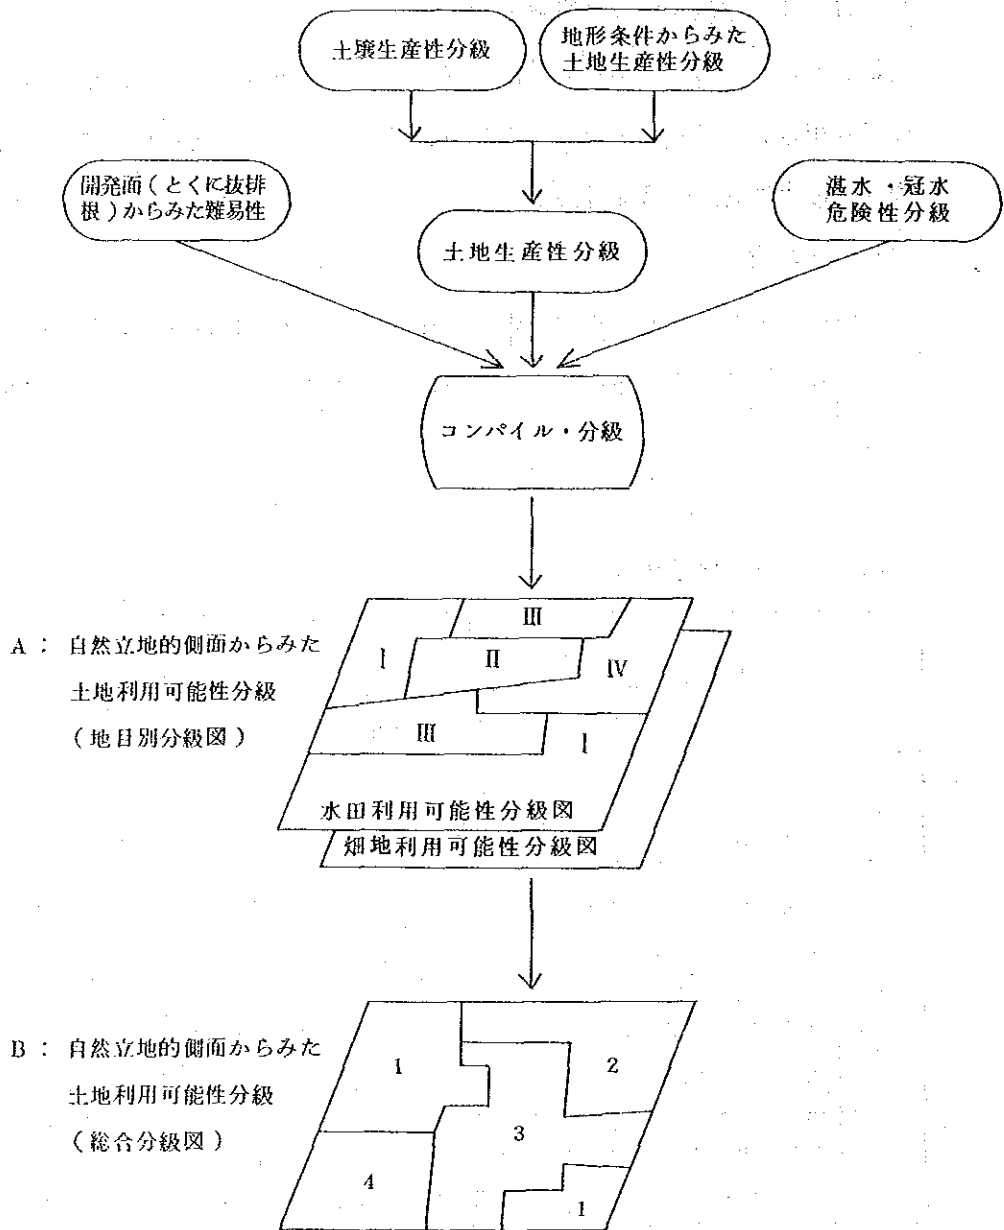 土壌生産性分級
地形条件からみた
土地生産性分級
開発面（とくに抜排
根）からみた難易性
湛水・冠水
危険性分級
土地生産性分級
コンパイル・分級
A： 自然立地的側面からみた
土地利用可能性分級
（地目別分級図）
III
I
II
IV
III
I
水田利用可能性分級図
畑地利用可能性分級図
B： 自然立地的側面からみた
土地利用可能性分級
（総合分級図）
1
2
3
4
1